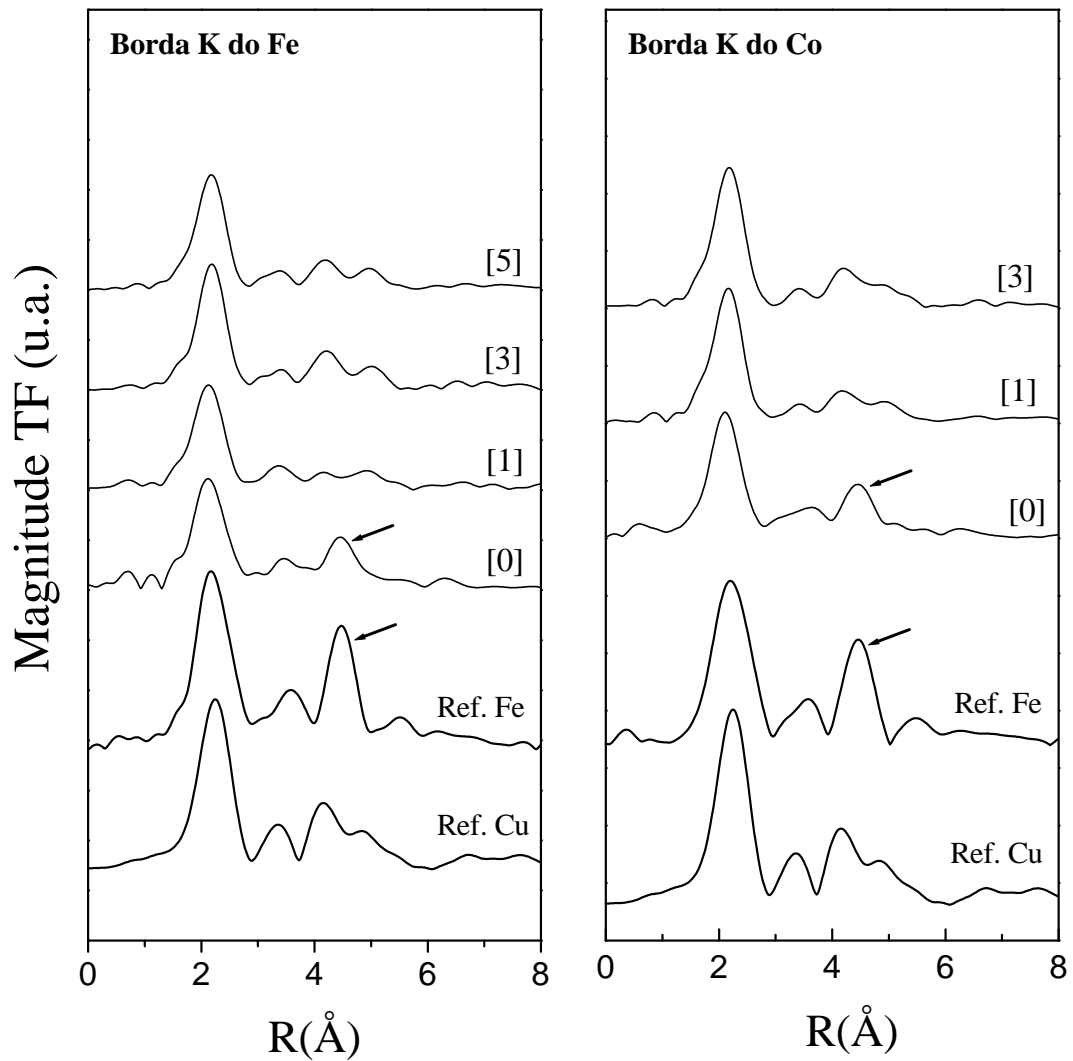 Magnitude TF (u.a.)
Borda K do Fe
[5]
[3]
[1]
[0]
Ref. Fe
Ref. Cu
0 2 4 6 8
R(Å)
Borda K do Co
[3]
[1]
[0]
Ref. Fe
Ref. Cu
0 2 4 6 8
R(Å)